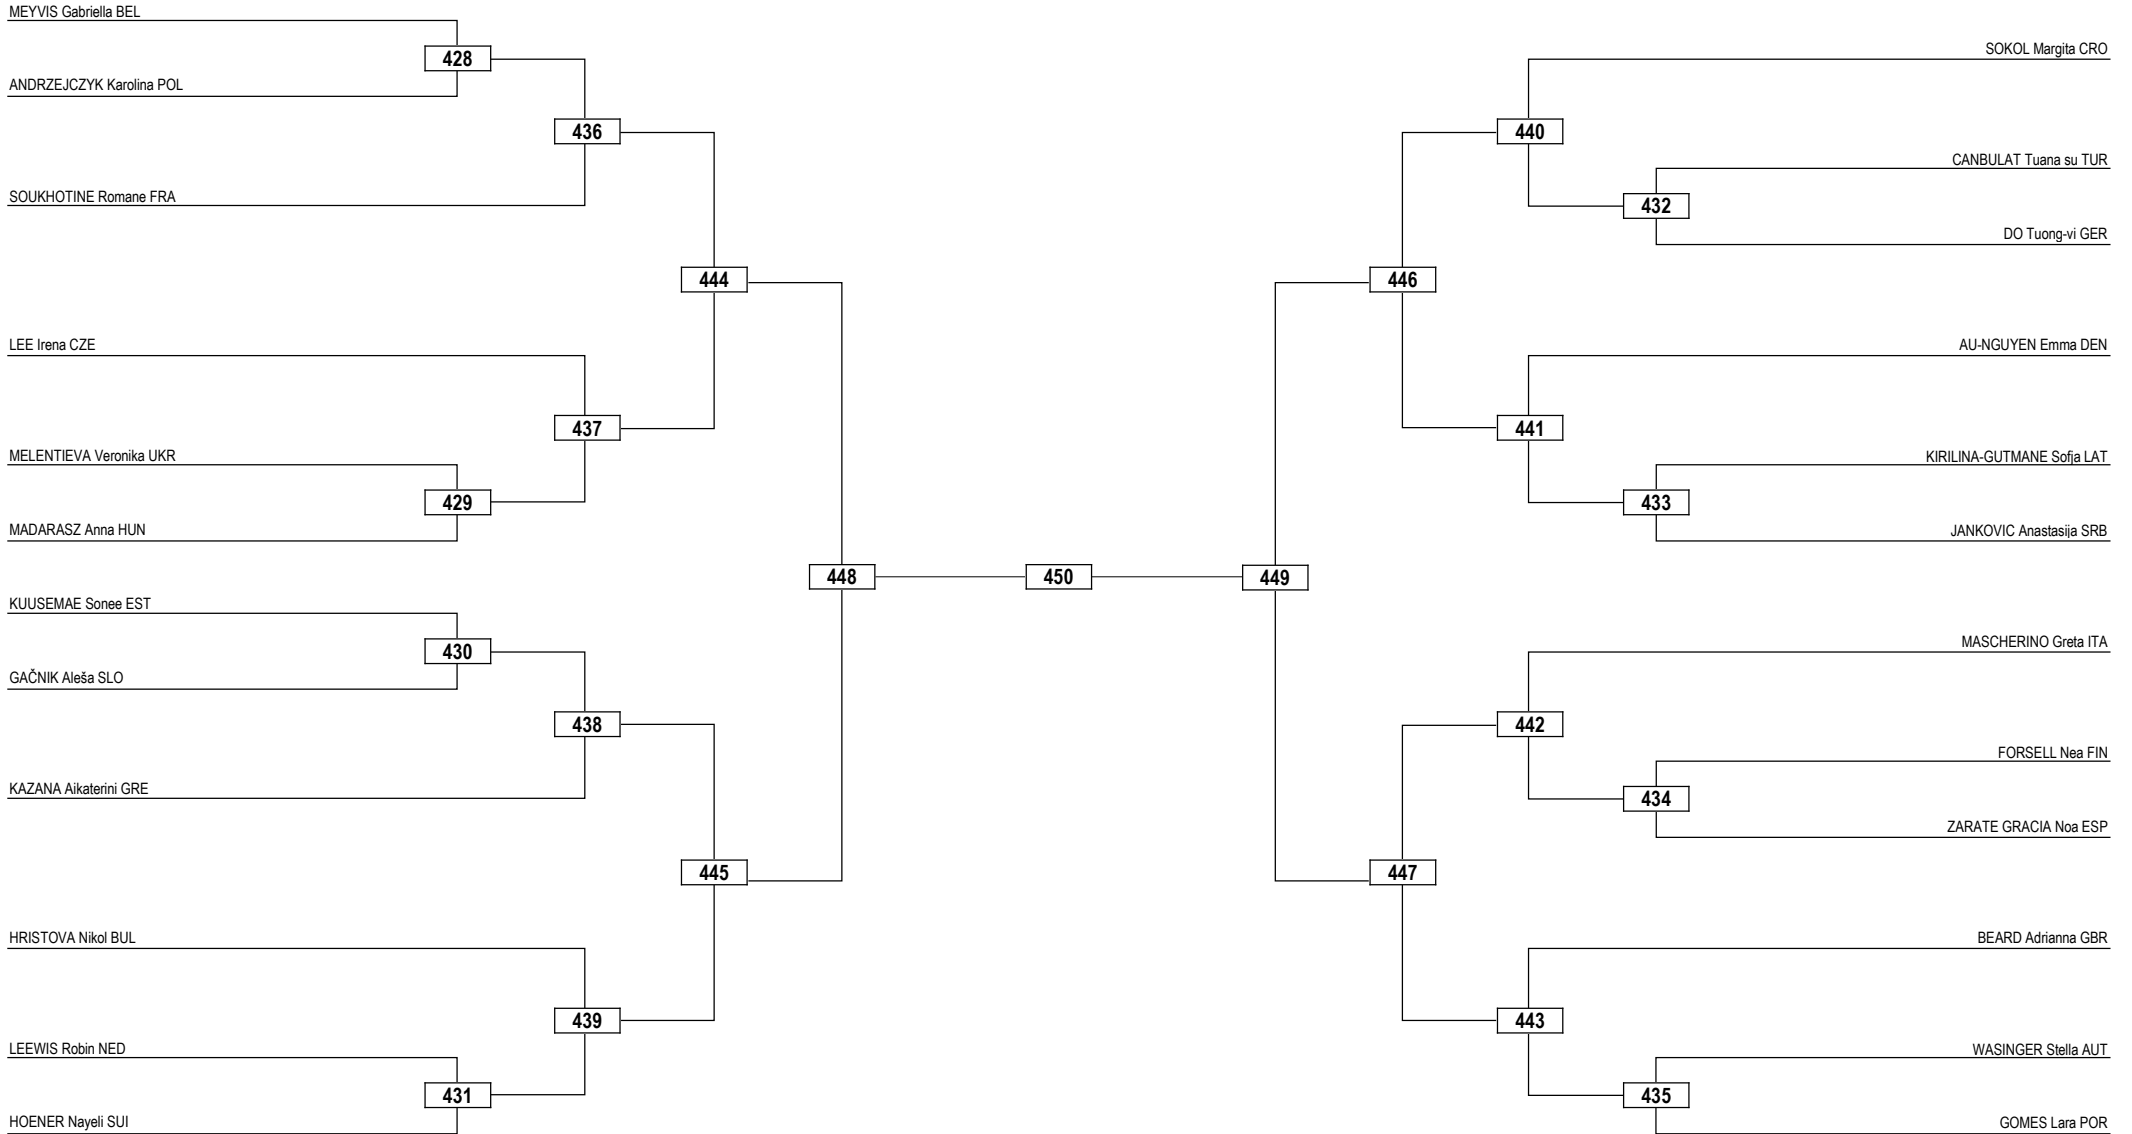 MEYVIS Gabriella BEL
428
ANDRZEJCZYK Karolina POL
436
SOUKHOTINE Romane FRA
444
LEE Irena CZE
437
MELENTIEVA Veronika UKR
429
MADARASZ Anna HUN
448
KUUSEMAE Sonee EST
430
GAČNIK Aleša SLO
438
KAZANA Aikaterini GRE
445
HRISTOVA Nikol BUL
439
LEEWIS Robin NED
431
HOENER Nayeli SUI
450
SOKOL Margita CRO
440
CANBULAT Tuana su TUR
432
DO Tuong-vi GER
446
AU-NGUYEN Emma DEN
441
KIRILINA-GUTMANE Sofja LAT
433
JANKOVIC Anastasija SRB
449
MASCHERINO Greta ITA
442
FORSELL Nea FIN
434
ZARATE GRACIA Noa ESP
447
BEARD Adrianna GBR
443
WASINGER Stella AUT
435
GOMES Lara POR